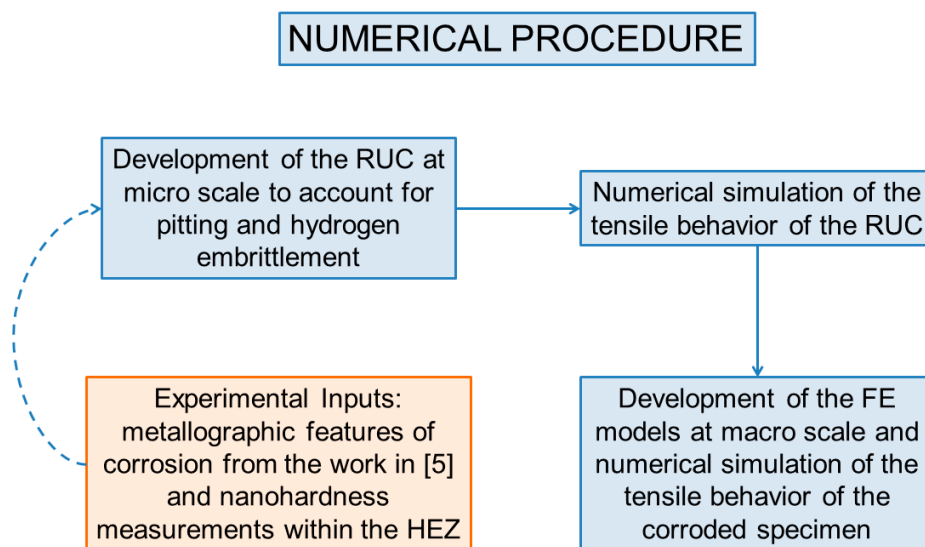 NUMERICAL PROCEDURE
Development of the RUC at
micro scale to account for
pitting and hydrogen
embrittlement
Numerical simulation of the
tensile behavior of the RUC
Experimental Inputs:
metallographic features of
corrosion from the work in [5]
and nanohardness
measurements within the HEZ
Development of the FE
models at macro scale and
numerical simulation of the
tensile behavior of the
corroded specimen